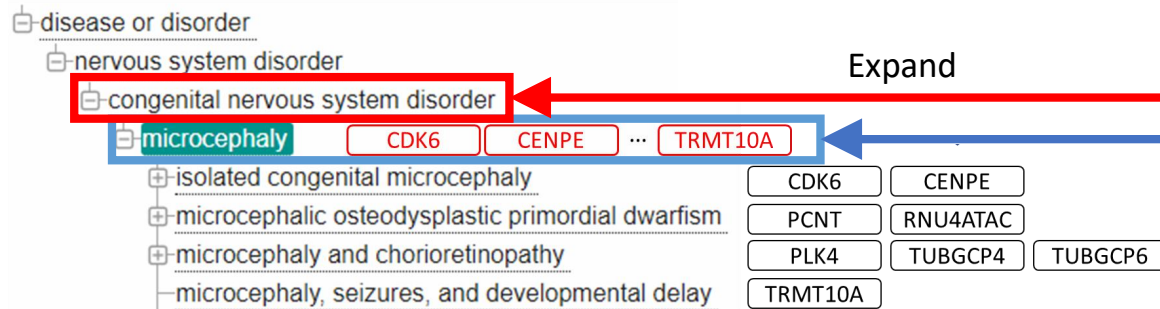 disease or disorder
nervous system disorder
Expand
congenital nervous system disorder
microcephaly CDK6 CENPE ... TRMT10A
isolated congenital microcephaly CDK6 CENPE
microcephalic osteodysplastic primordial dwarfism PCNT RNU4ATAC
microcephaly and chorioretinopathy PLK4 TUBGCP4 TUBGCP6
microcephaly, seizures, and developmental delay TRMT10A